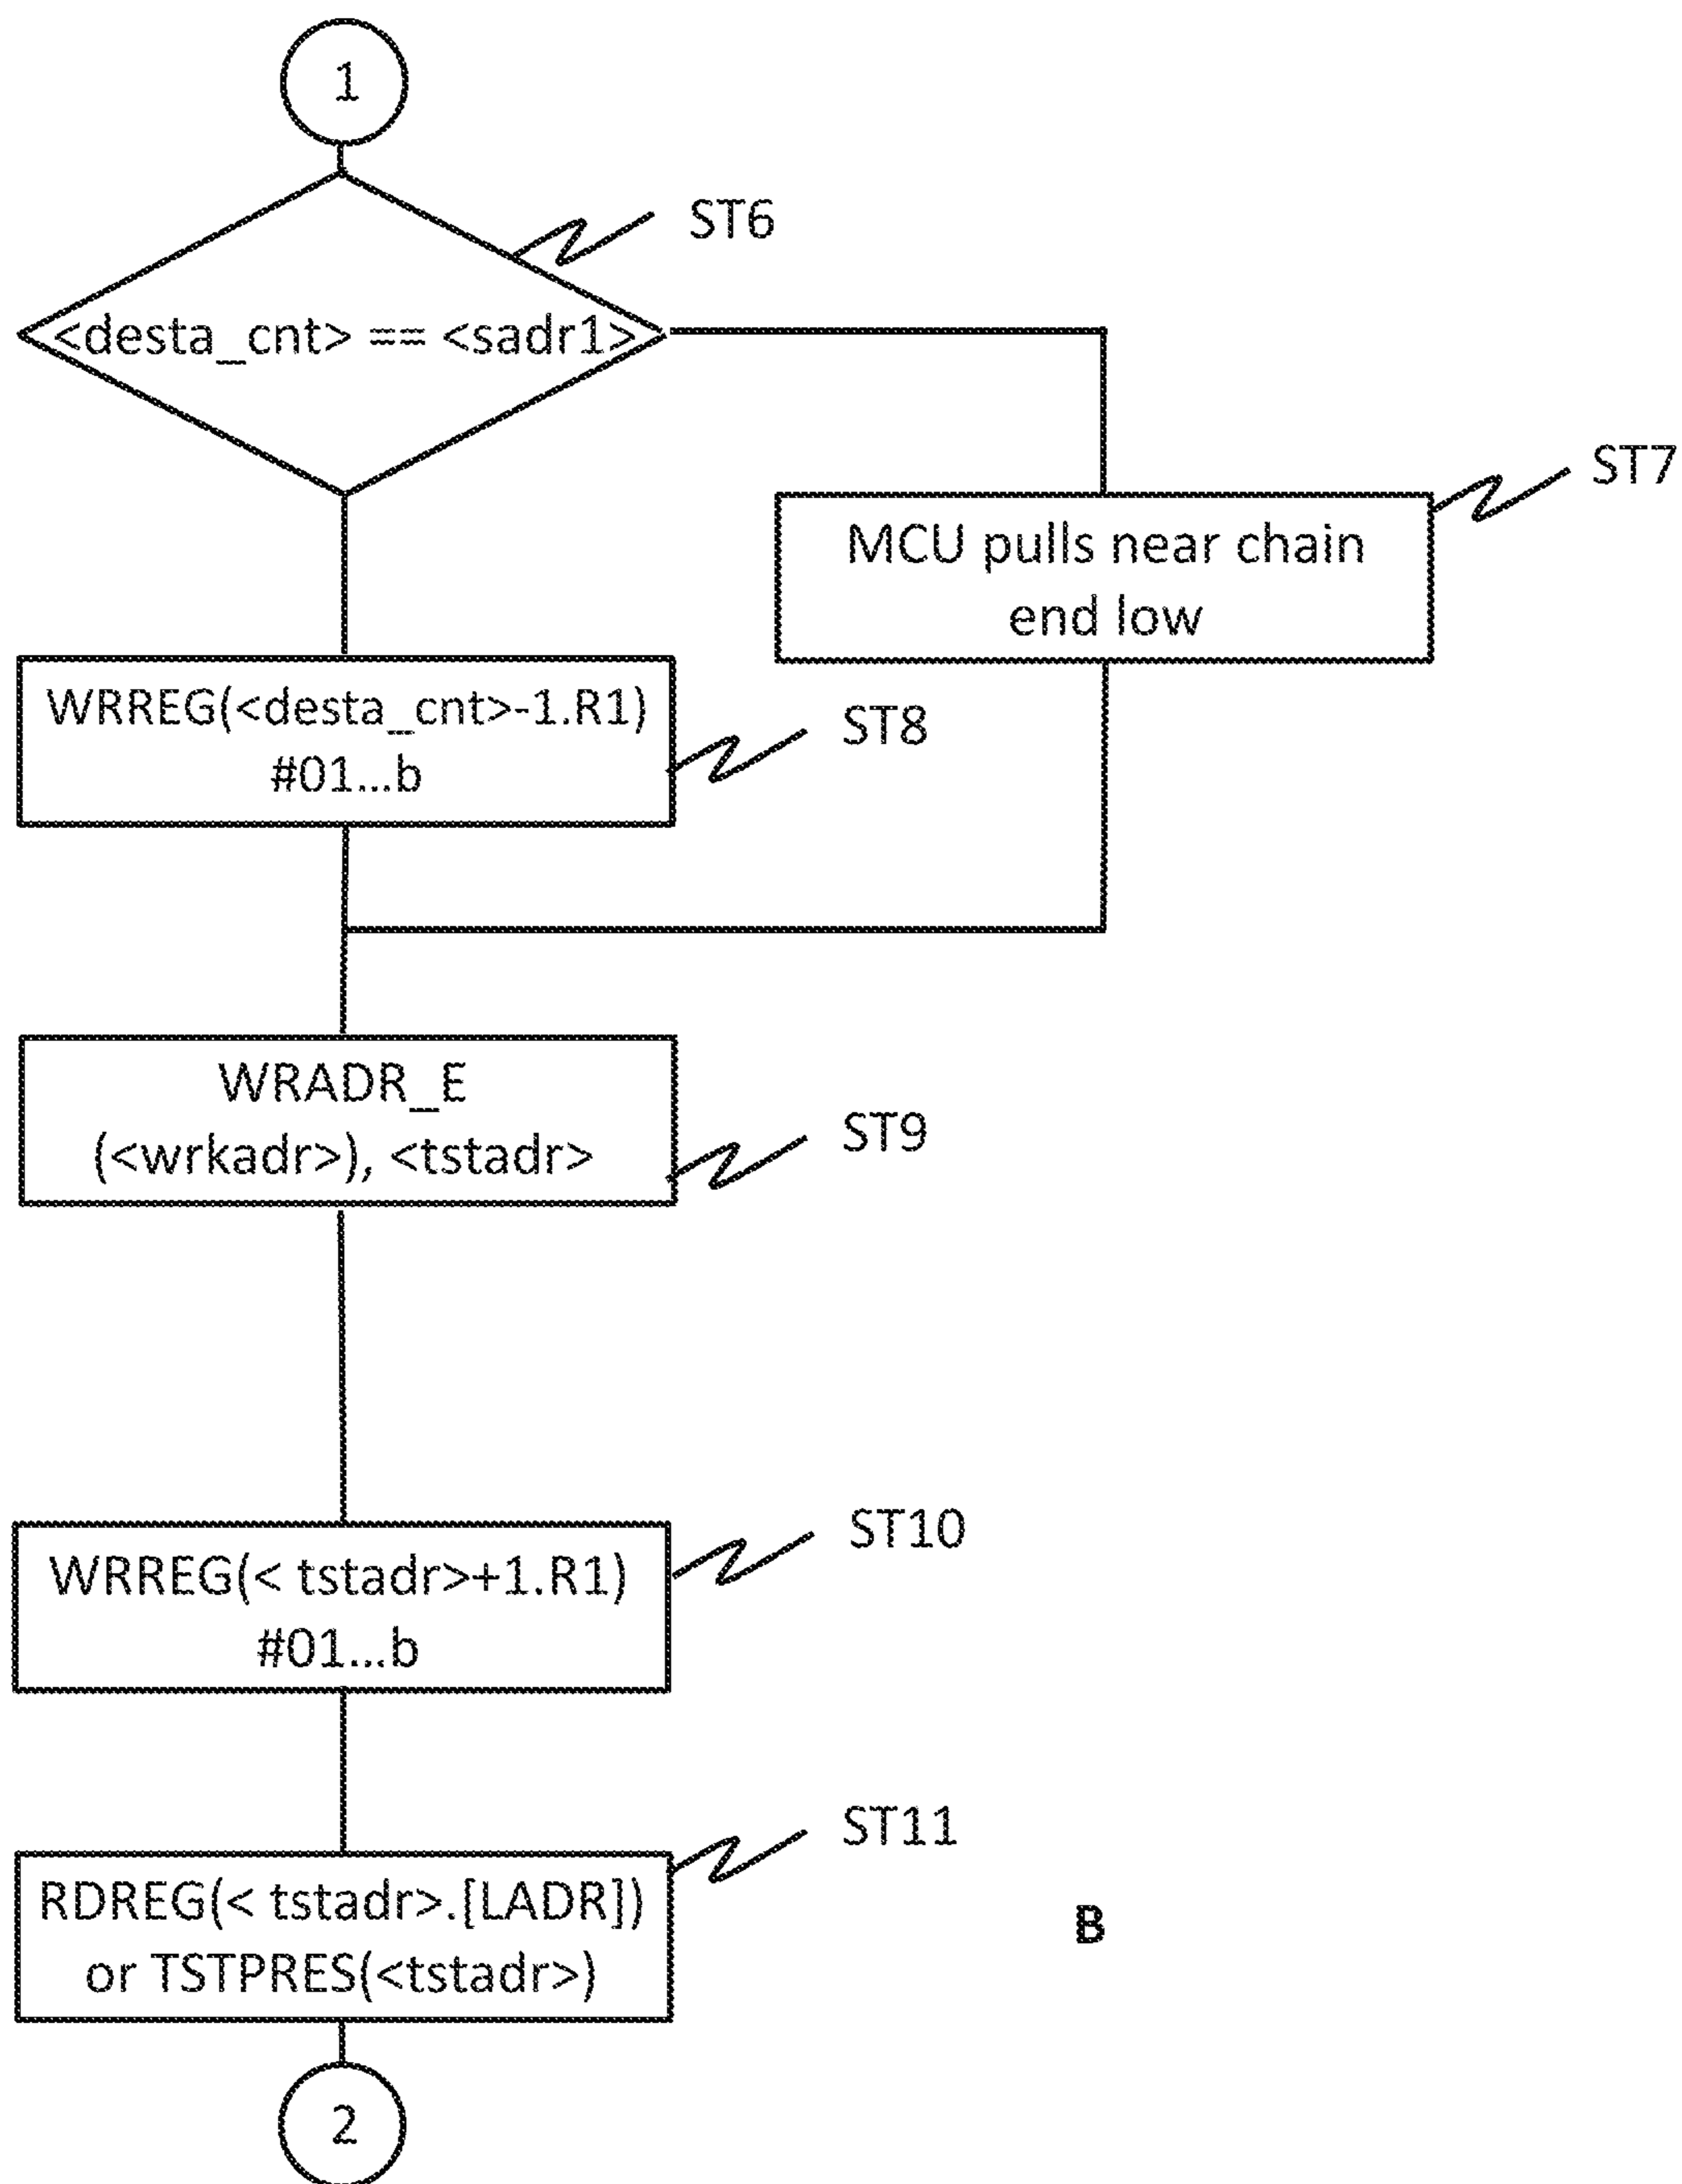 1
ST6
<desta_cnt> == <sadr1>
ST7
MCU pulls near chain
end low
WRREG(<desta_cnt>-1.R1)
#01...b
ST8
WRADR_E
(<wrkadr>), <tstadr>
ST9
ST10
WRREG(< tstadr>+1.R1)
#01...b
ST11
RDREG(< tstadr>.[LADR])
or TSTPRES(<tstadr>)
B
2